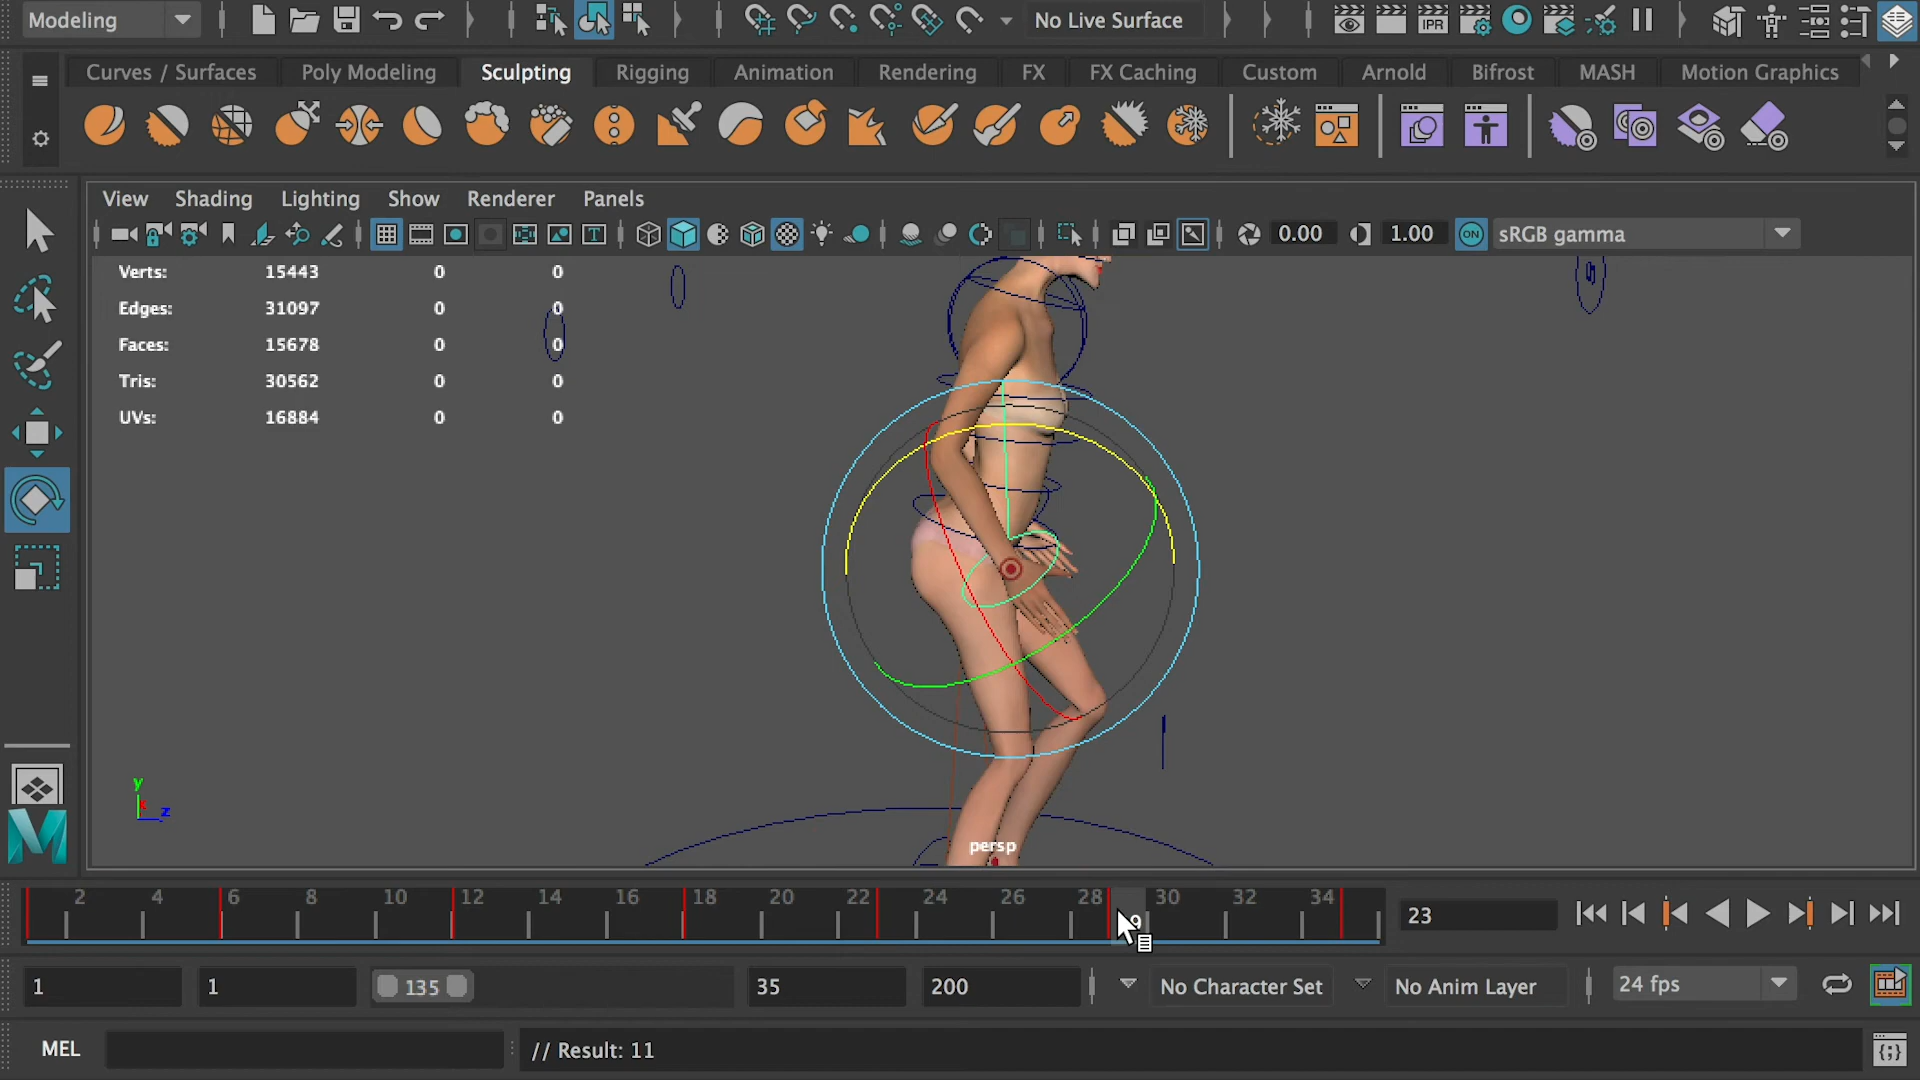 Modeling
No Live Surface
IPR
Curves / Surfaces
Poly Modeling
Sculpting
Rigging
Animation
Rendering
FX
FX Caching
Custom
Arnold
Bifrost
MASH
Motion Graphics
View
Shading
Lighting
Show
Renderer
Panels
0.00
1.00
ON
sRGB gamma
Verts: 15443 0 0
Edges: 31097 0 0
Faces: 15678 0 0
Tris: 30562 0 0
UVs: 16884 0 0
y
x
z
persp
2 4 6 8 10 12 14 16 18 20 22 24 26 28 30 32 34
23
1
1
135
35
200
No Character Set
No Anim Layer
24 fps
MEL
// Result: 11